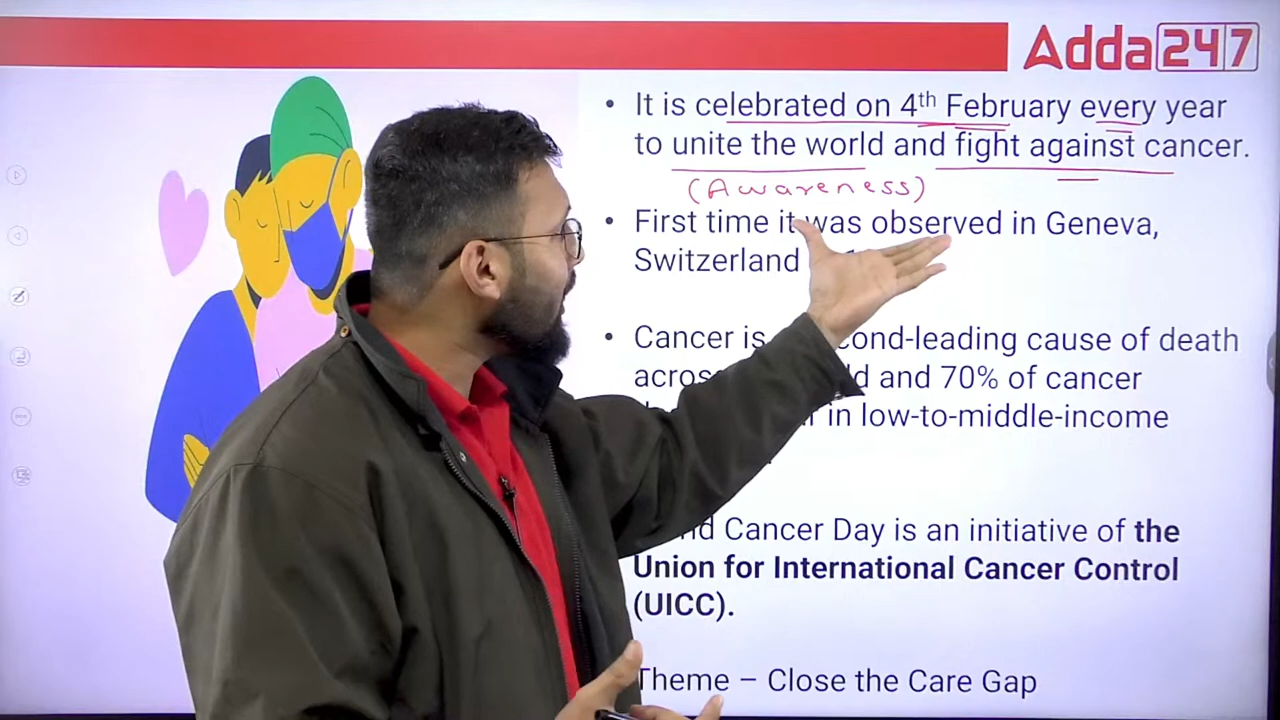 Adda247
It is celebrated on 4th February every year
to unite the world and fight against cancer.
(Awareness)
First time it was observed in Geneva,
Switzerland
Cancer is cond-leading cause of death
acros d and 70% of cancer
r in low-to-middle-income
d Cancer Day is an initiative of the
Union for International Cancer Control
(UICC).
Theme – Close the Care Gap